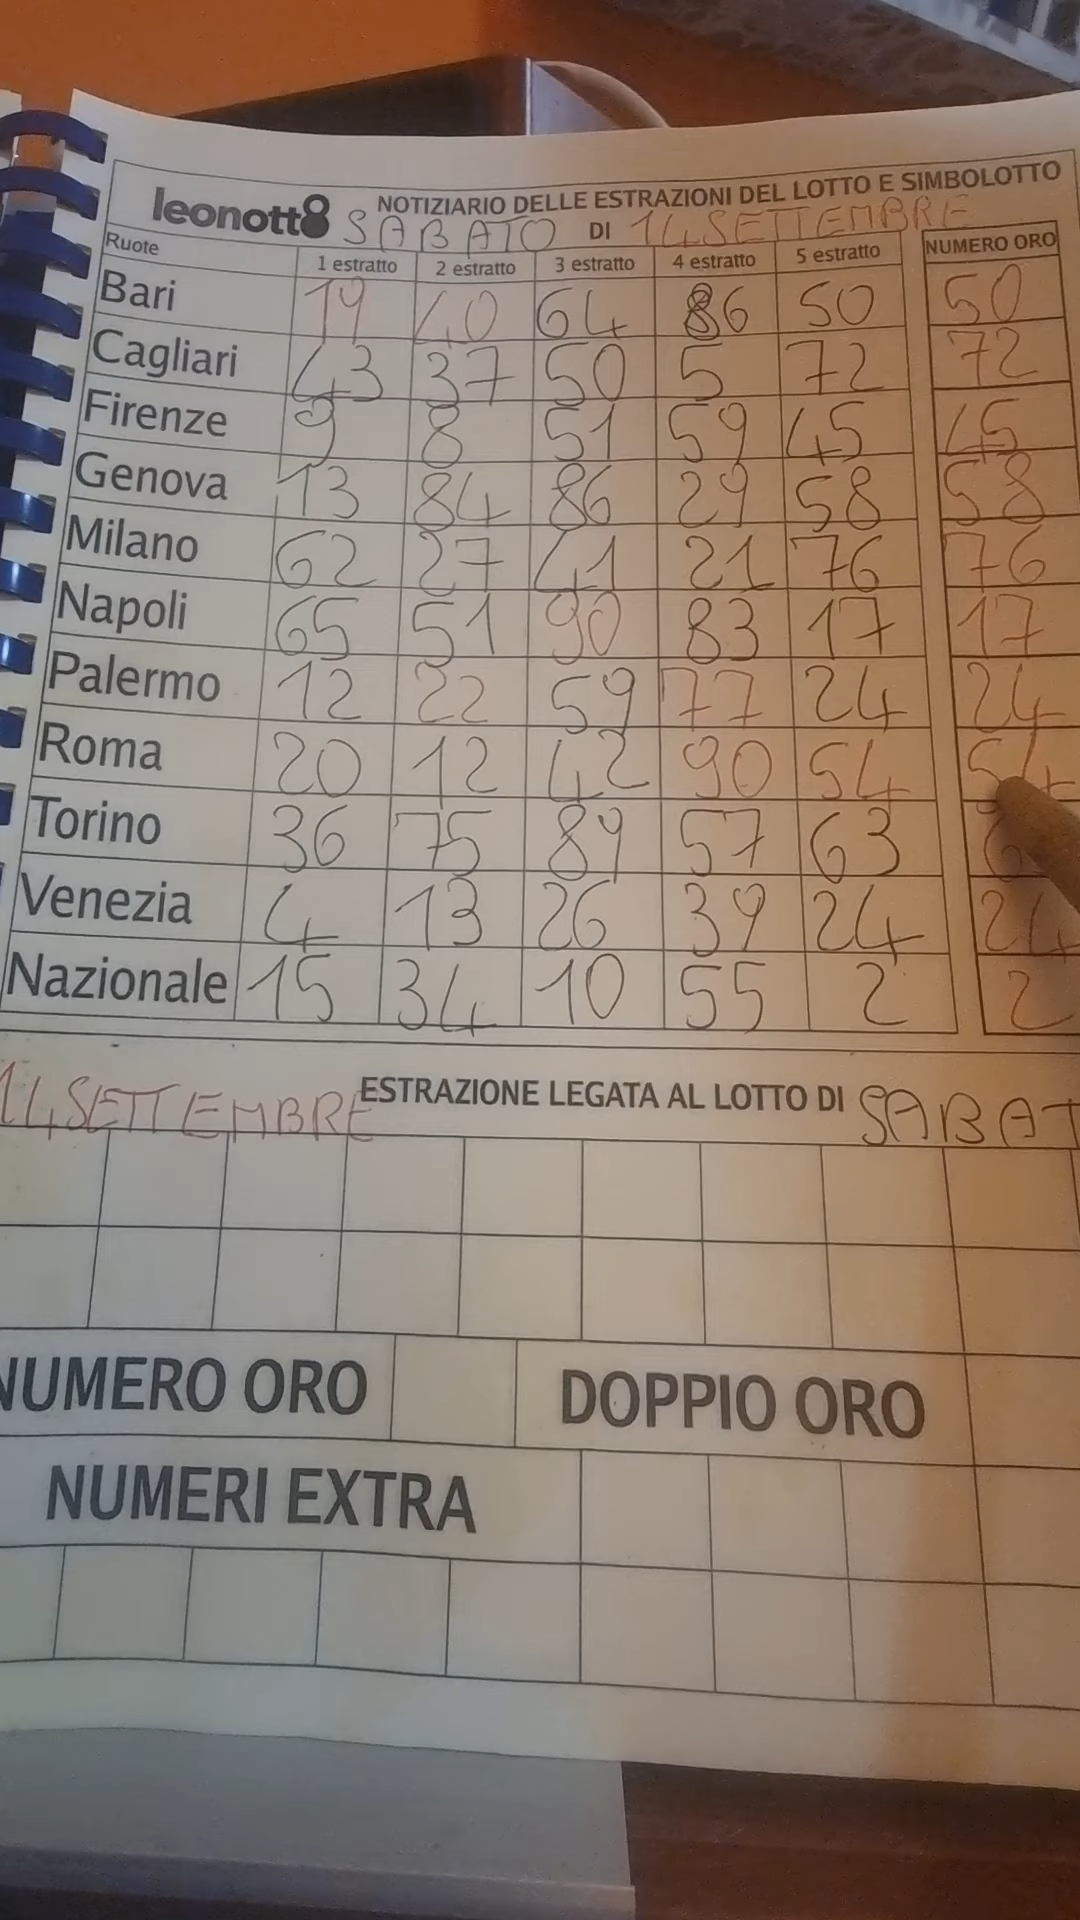 leonotto NOTIZIARIO DELLE ESTRAZIONI DEL LOTTO E SIMBOLOTTO
SABATO DI 14 SETTEMBRE
Ruote 1 estratto 2 estratto 3 estratto 4 estratto 5 estratto NUMERO ORO
Bari 19 40 64 86 50 50
Cagliari 43 37 50 5 72 72
Firenze 9 8 51 59 45 45
Genova 13 84 86 29 58 58
Milano 62 27 41 21 76 76
Napoli 65 51 90 83 17 17
Palermo 12 22 59 77 24 24
Roma 20 12 42 90 54 54
Torino 36 75 89 57 63
Venezia 4 13 26 39 24 24
Nazionale 15 34 10 55 2 2
14 SETTEMBRE ESTRAZIONE LEGATA AL LOTTO DI SABAT
NUMERO ORO DOPPIO ORO
NUMERI EXTRA